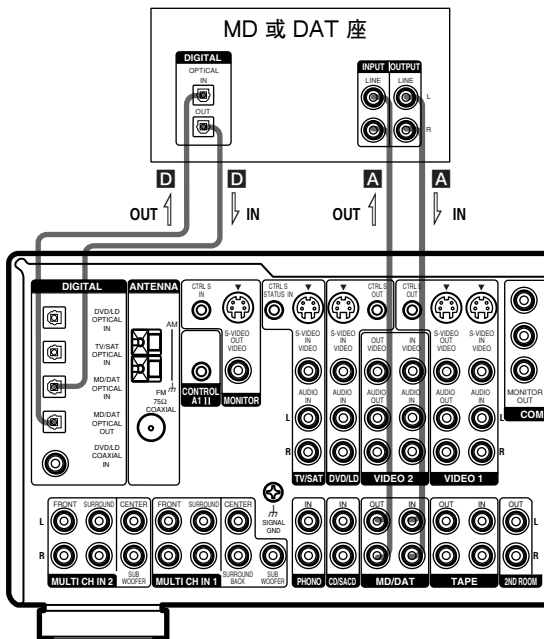 MD 或 DAT 座
DIGITAL
OPTICAL
IN
OUT
INPUT OUTPUT
LINE LINE
L
R
D D A A
OUT IN OUT IN
DIGITAL
DVD/LD
OPTICAL
IN
TV/SAT
OPTICAL
IN
MD/DAT
OPTICAL
IN
MD/DAT
OPTICAL
OUT
DVD/LD
COAXIAL
IN
ANTENNA
AM
FM
75Ω
COAXIAL
CTRL S
IN
CONTROL
A1 II
S-VIDEO
OUT
VIDEO
MONITOR
CTRL S
STATUS IN
S-VIDEO
IN
VIDEO
AUDIO
IN
L
R
TV/SAT
S-VIDEO
IN
VIDEO
AUDIO
IN
DVD/LD
CTRL S
OUT
CTRL S
OUT
OUT
VIDEO
IN
VIDEO
AUDIO
OUT
AUDIO
IN
VIDEO 2
S-VIDEO
OUT
VIDEO
S-VIDEO
IN
VIDEO
AUDIO
OUT
AUDIO
IN
L
R
VIDEO 1
MONITOR
OUT
COM
FRONT SURROUND CENTER
L
R
SUB
WOOFER
MULTI CH IN 2
FRONT SURROUND CENTER
SURROUND
BACK
SUB
WOOFER
MULTI CH IN 1
SIGNAL
GND
IN
PHONO
IN
CD/SACD
OUT IN
MD/DAT
OUT IN
TAPE
OUT
L
R
2ND ROOM